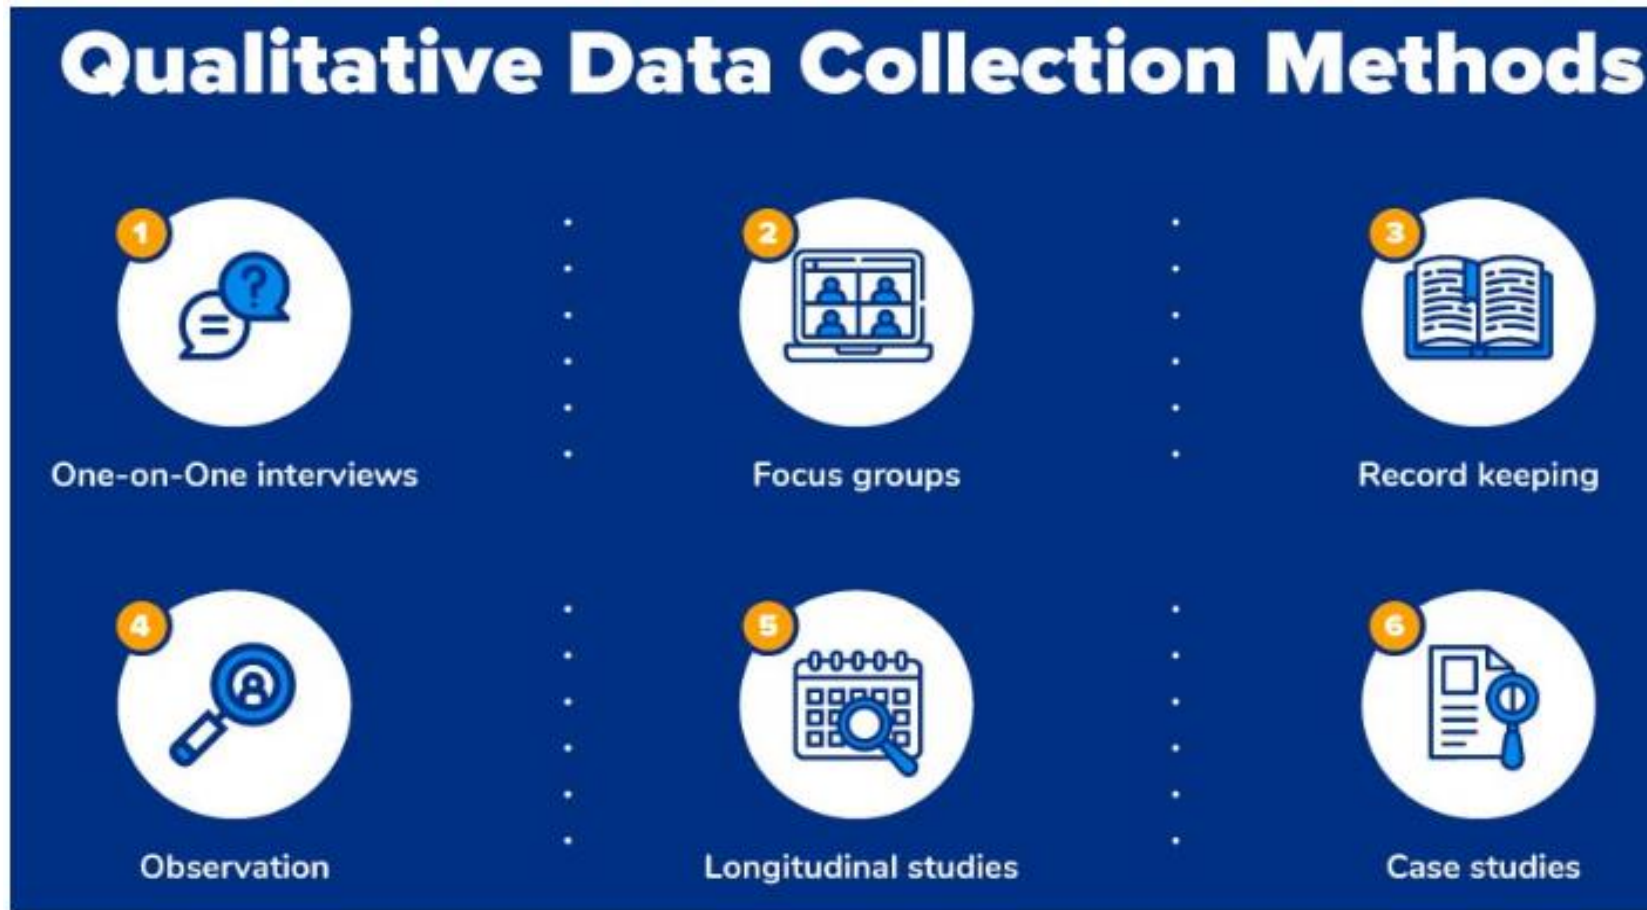 Qualitative Data Collection Methods
1
2
3
?
One-on-One interviews
Focus groups
Record keeping
4
5
6
Observation
Longitudinal studies
Case studies